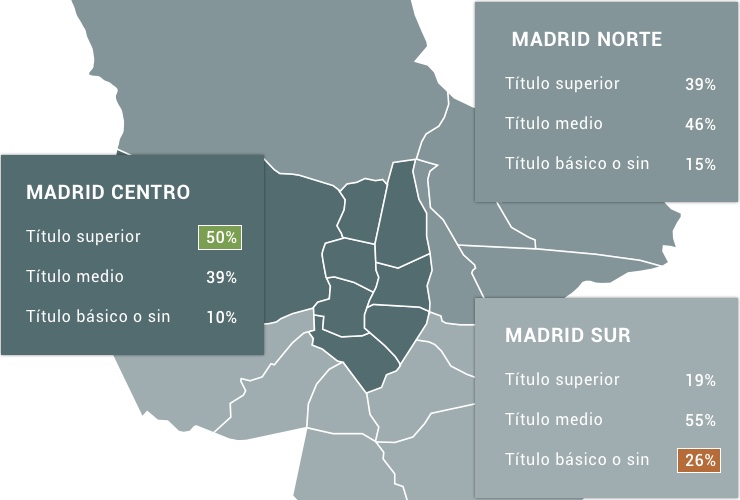 MADRID NORTE
Título superior 39%
Título medio 46%
Título básico o sin 15%
MADRID CENTRO
Título superior 50%
Título medio 39%
Título básico o sin 10%
MADRID SUR
Título superior 19%
Título medio 55%
Título básico o sin 26%